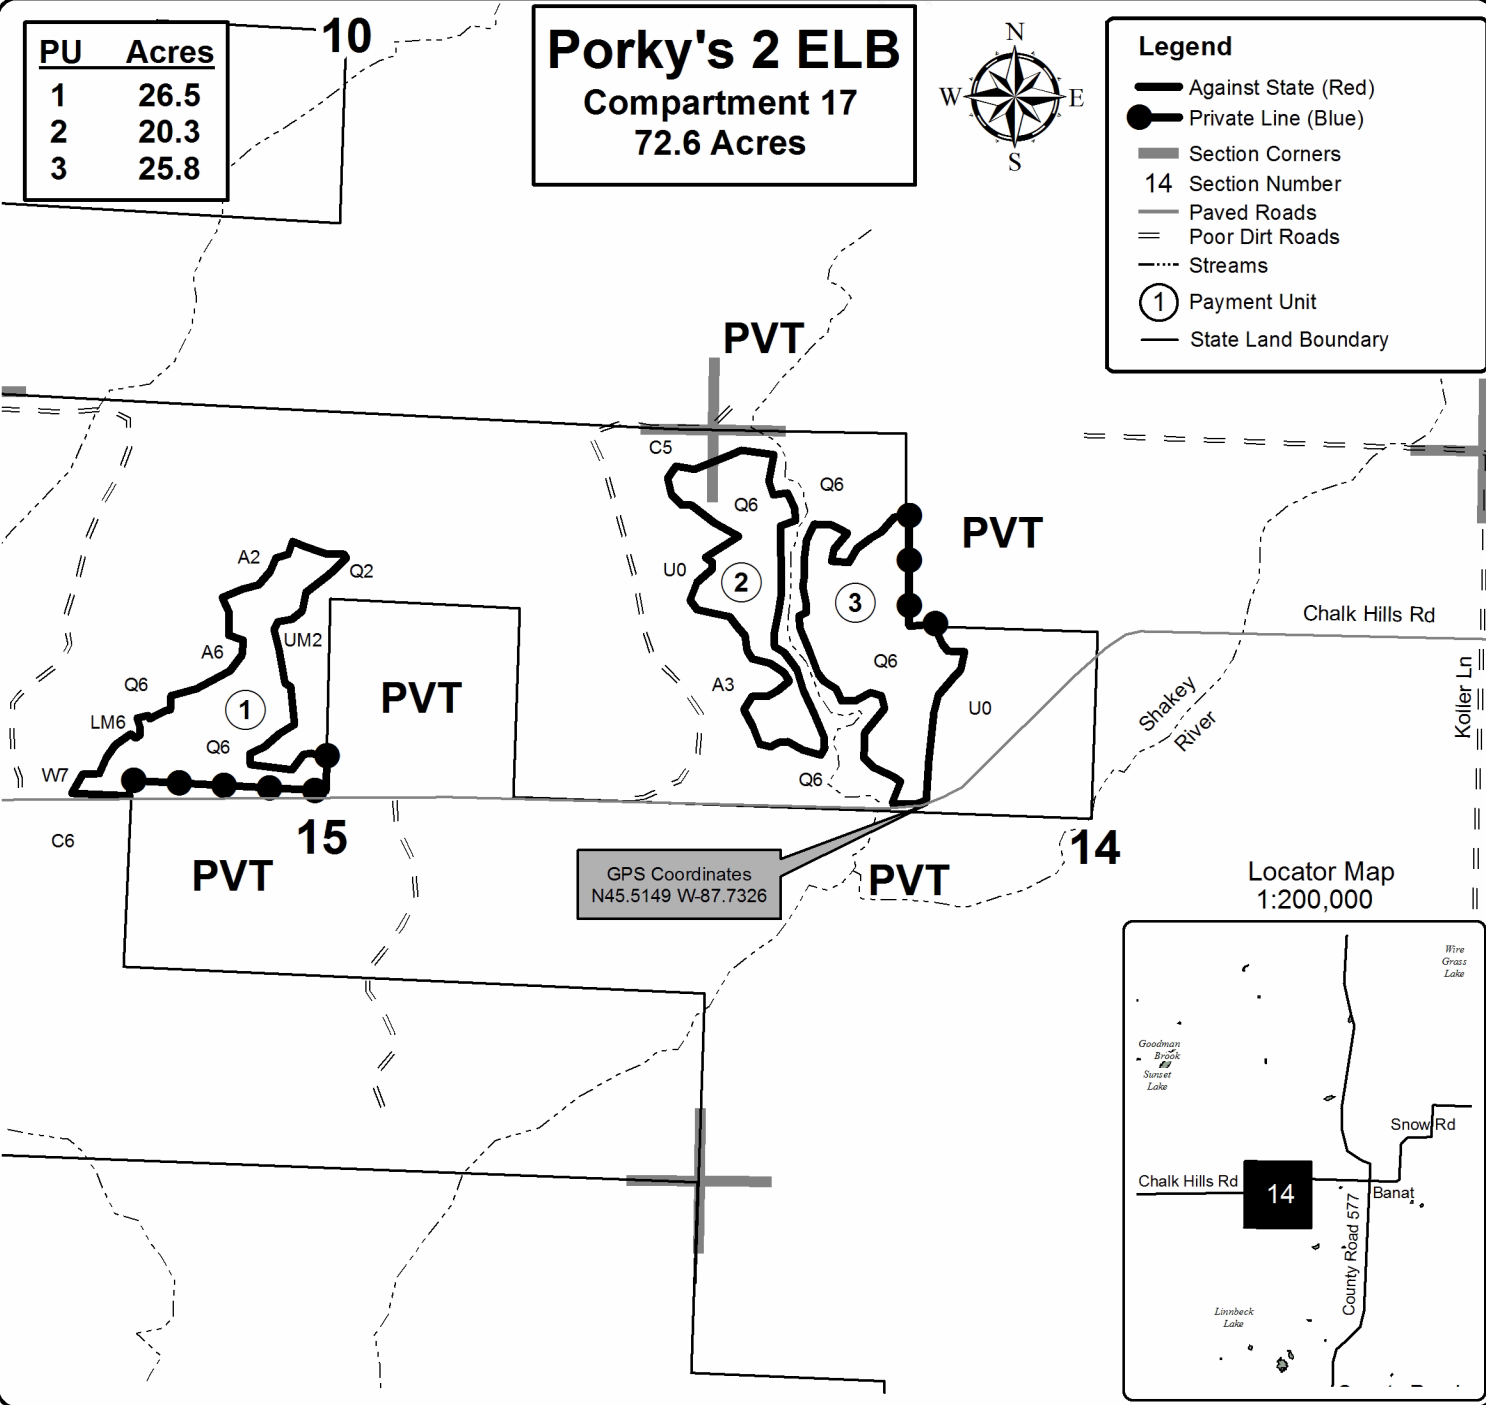 PU Acres
1 26.5
2 20.3
3 25.8
10
Porky's 2 ELB
Compartment 17
72.6 Acres
N
W E
S
Legend
Against State (Red)
Private Line (Blue)
Section Corners
14 Section Number
Paved Roads
Poor Dirt Roads
Streams
1 Payment Unit
State Land Boundary
PVT
C5
Q6
Q6
PVT
A2
Q2
U0
2
3
Chalk Hills Rd
UM2
A6
Q6
Q6
A3
PVT
1
LM6
Q6
U0
Shakey
River
Koller Ln
W7
Q6
C6
15
14
PVT
PVT
GPS Coordinates
N45.5149 W-87.7326
Locator Map
1:200,000
Wire
Grass
Lake
Goodman
Brook
Sunset
Lake
Snow Rd
Chalk Hills Rd
14
Banat
County Road 577
Linnbeck
Lake